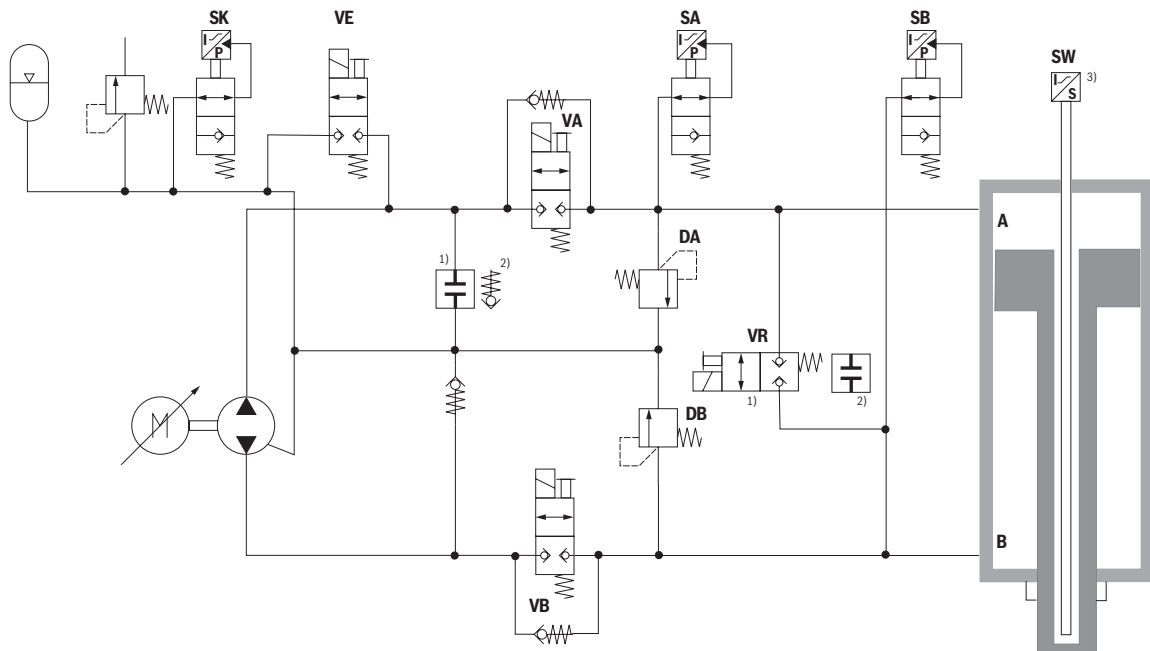 SK
VE
SA
SB
SW
I
P
I
P
I
P
I
S
3)
VA
A
DA
1)
2)
VR
1)
2)
M
DB
B
VB